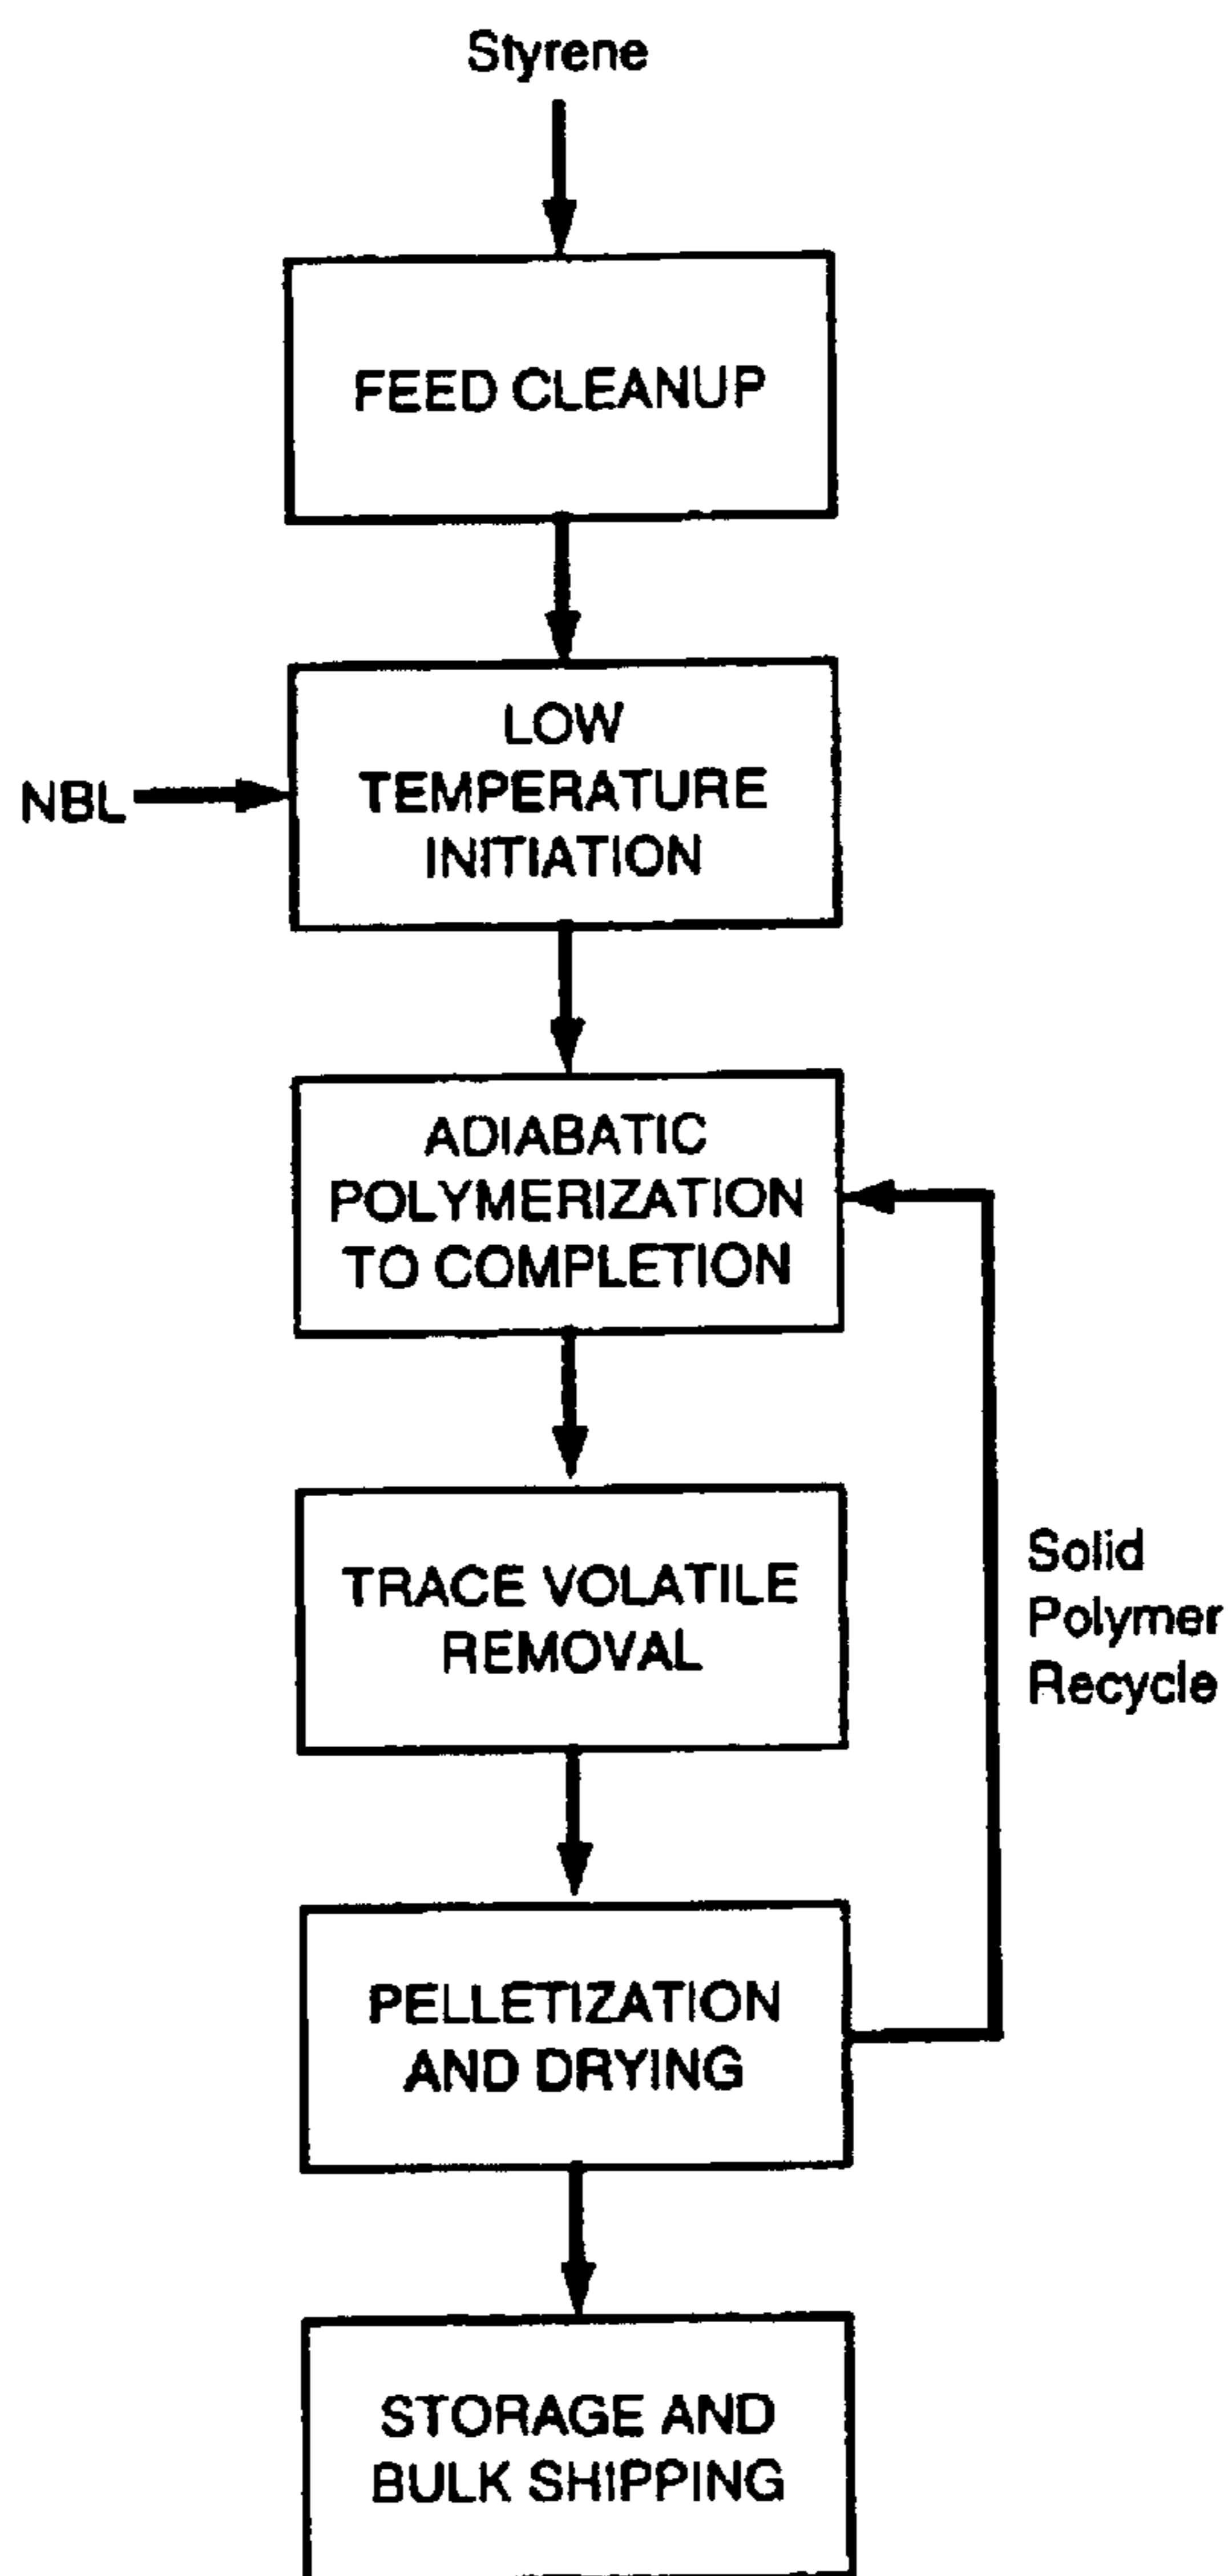 Styrene
FEED CLEANUP
LOW
TEMPERATURE
INITIATION
NBL
ADIABATIC
POLYMERIZATION
TO COMPLETION
TRACE VOLATILE
REMOVAL
Solid
Polymer
Recycle
PELLETIZATION
AND DRYING
STORAGE AND
BULK SHIPPING